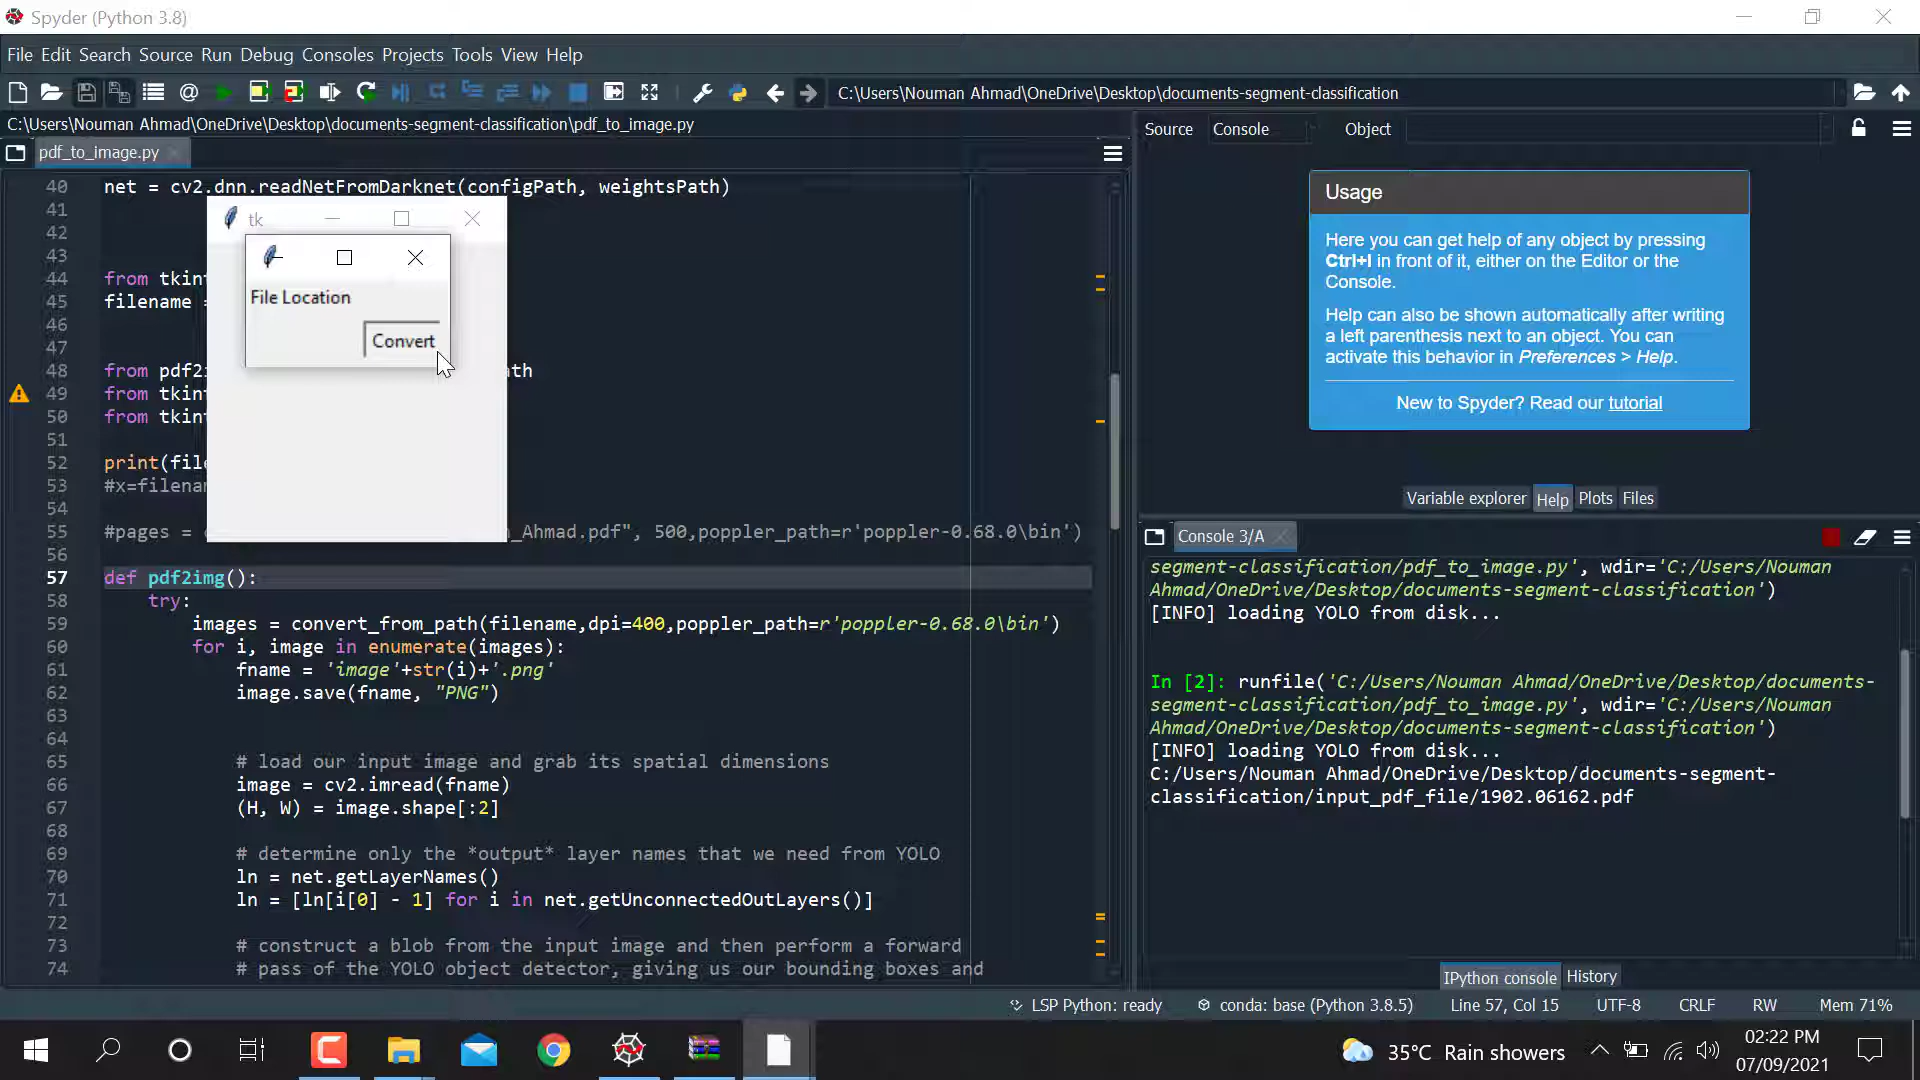 Spyder (Python 3.8)
File Edit Search Source Run Debug Consoles Projects Tools View Help
C:\Users\Nouman Ahmad\OneDrive\Desktop\documents-segment-classification
C:\Users\Nouman Ahmad\OneDrive\Desktop\documents-segment-classification\pdf_to_image.py
pdf_to_image.py
40 net = cv2.dnn.readNetFromDarknet(configPath, weightsPath)
41
42
43
44 from tkin
45 filename =
46
47
48 from pdf2 th
49 from tkin
50 from tkin
51
52 print(fil
53 #x=filena
54
55 #pages = _Ahmad.pdf", 500,poppler_path=r'poppler-0.68.0\bin')
56
57 def pdf2img():
58 try:
59 images = convert_from_path(filename,dpi=400,poppler_path=r'poppler-0.68.0\bin')
60 for i, image in enumerate(images):
61 fname = 'image'+str(i)+'.png'
62 image.save(fname, "PNG")
63
64
65 # load our input image and grab its spatial dimensions
66 image = cv2.imread(fname)
67 (H, W) = image.shape[:2]
68
69 # determine only the *output* layer names that we need from YOLO
70 ln = net.getLayerNames()
71 ln = [ln[i[0] - 1] for i in net.getUnconnectedOutLayers()]
72
73 # construct a blob from the input image and then perform a forward
74 # pass of the YOLO object detector, giving us our bounding boxes and
tk
File Location
Convert
Source Console Object
Usage
Here you can get help of any object by pressing
Ctrl+I in front of it, either on the Editor or the
Console.
Help can also be shown automatically after writing
a left parenthesis next to an object. You can
activate this behavior in Preferences > Help.
New to Spyder? Read our tutorial
Variable explorer Help Plots Files
Console 3/A
segment-classification/pdf_to_image.py', wdir='C:/Users/Nouman
Ahmad/OneDrive/Desktop/documents-segment-classification')
[INFO] loading YOLO from disk...
In [2]: runfile('C:/Users/Nouman Ahmad/OneDrive/Desktop/documents-
segment-classification/pdf_to_image.py', wdir='C:/Users/Nouman
Ahmad/OneDrive/Desktop/documents-segment-classification')
[INFO] loading YOLO from disk...
C:/Users/Nouman Ahmad/OneDrive/Desktop/documents-segment-
classification/input_pdf_file/1902.06162.pdf
IPython console History
LSP Python: ready conda: base (Python 3.8.5) Line 57, Col 15 UTF-8 CRLF RW Mem 71%
35°C Rain showers
02:22 PM
07/09/2021